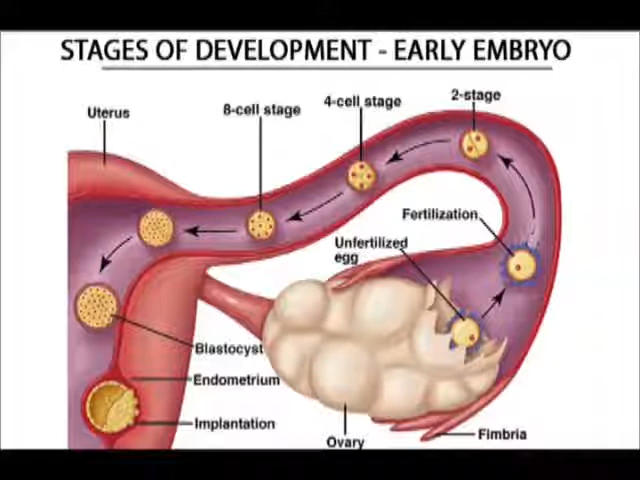 STAGES OF DEVELOPMENT - EARLY EMBRYO
Uterus
8-cell stage
4-cell stage
2-stage
Fertilization
Unfertilized
egg
Blastocyst
Endometrium
Implantation
Ovary
Fimbria